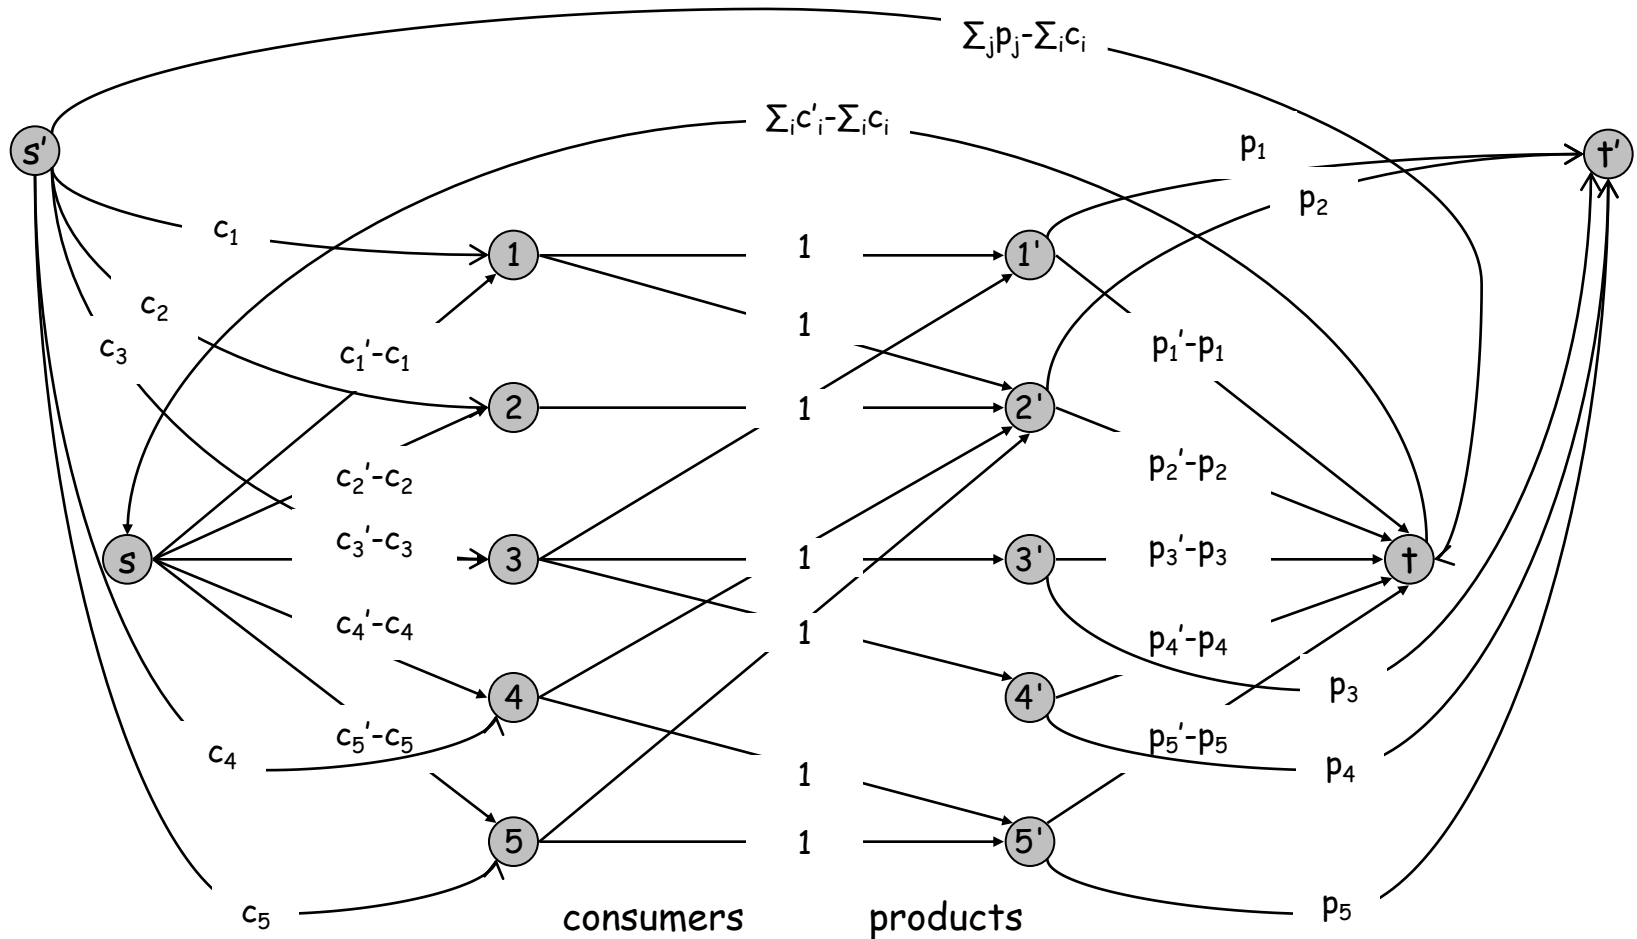 ∑ⱼpⱼ-∑ᵢcᵢ
∑ᵢc'ᵢ-∑ᵢcᵢ
s'
t'
p₁
p₂
c₁
1
1
1'
c₂
1
c₃
c₁'-c₁
p₁'-p₁
2
1
2'
c₂'-c₂
p₂'-p₂
s
c₃'-c₃
3
1
3'
p₃'-p₃
t
c₄'-c₄
1
p₄'-p₄
4
4'
p₃
c₄
c₅'-c₅
1
p₅'-p₅
p₄
5
1
5'
c₅
consumers
products
p₅